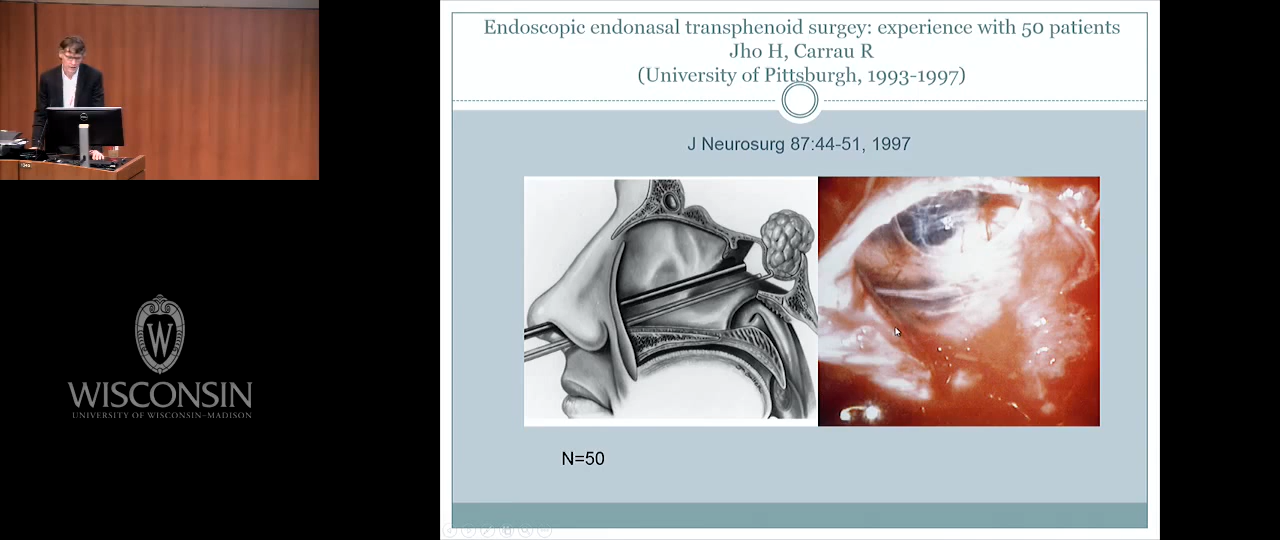 Endoscopic endonasal transphenoid surgey: experience with 50 patients
Jho H, Carrau R
(University of Pittsburgh, 1993-1997)
J Neurosurg 87:44-51, 1997
N=50
W
WISCONSIN
UNIVERSITY OF WISCONSIN-MADISON